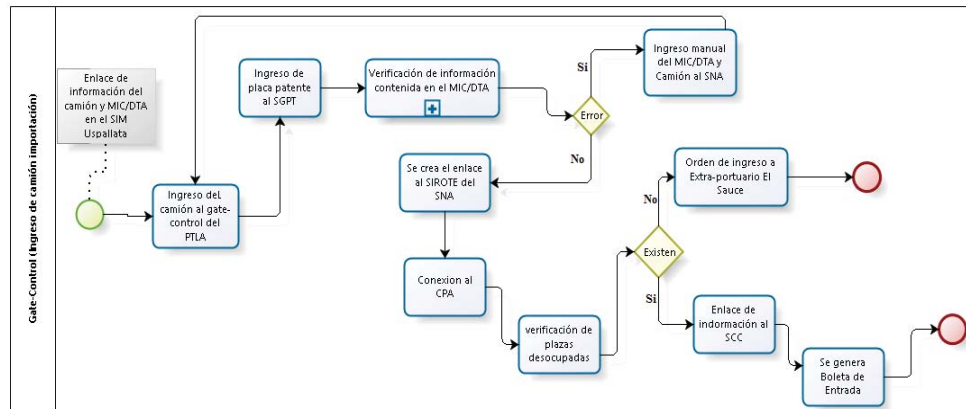 Gate-Control (Ingreso de camión importación)
Enlace de
información del
camión y MIC/DTA
en el SIM
Uspallata
Ingreso del
camión al gate-
control del
PTLA
Ingreso de
placa patente
al SGPT
Verificación de información
contenida en el MIC/DTA
Error
Si
Ingreso manual
del MIC/DTA y
Camión al SNA
No
Se crea el enlace
al SIROTE del
SNA
Conexion al
CPA
verificación de
plazas
desocupadas
Existen
No
Orden de ingreso a
Extra-portuario El
Sauce
Si
Enlace de
indormación al
SCC
Se genera
Boleta de
Entrada